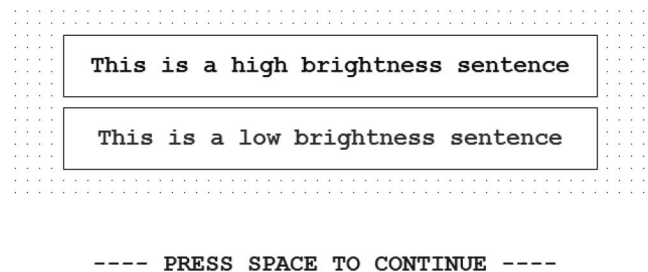 This is a high brightness sentence
This is a low brightness sentence
---- PRESS SPACE TO CONTINUE ----